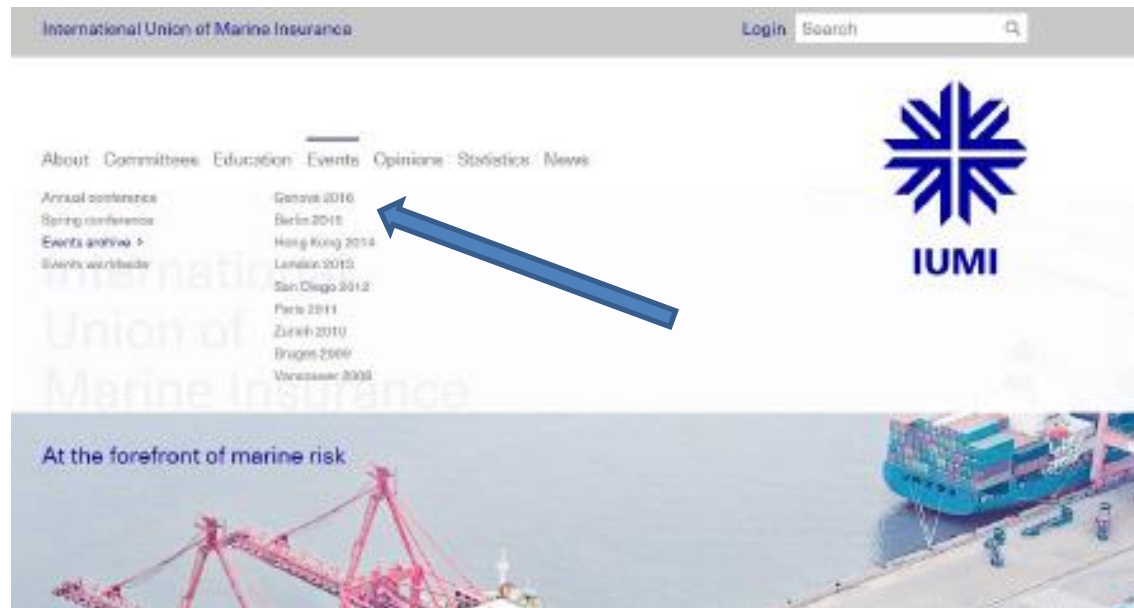 International Union of Marine Insurance
Login Search
About Committees Education Events Opinions Statistics News
Annual conference
Spring conference
Events archive >
Events worldwide
Genova 2016
Berlin 2015
Hong Kong 2014
London 2013
San Diego 2012
Paris 2011
Zurich 2010
Bruges 2009
Vancouver 2008
International
Union of
Marine Insurance
IUMI
At the forefront of marine risk